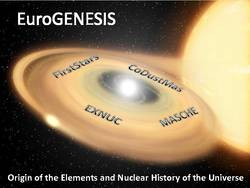 EuroGENESIS
FirstStars
CoDustMas
EXNUC
MASCHE
Origin of the Elements and Nuclear History of the Universe